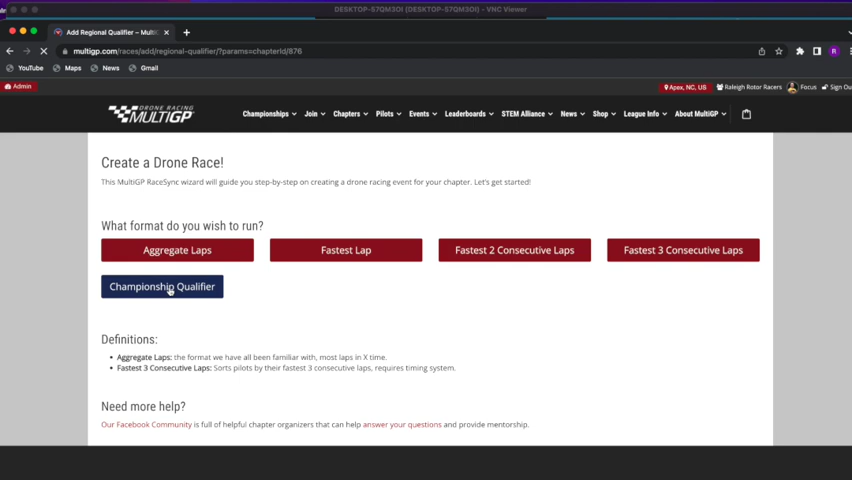 DESKTOP-57QM3OI (DESKTOP-57QM3OI) - VNC Viewer
Add Regional Qualifier – Multi
multigp.com/races/add/regional-qualifier/?params=chapterId/876
R
YouTube Maps News Gmail
Admin Apex, NC, US Raleigh Rotor Racers Focus Sign Ou
DRONE RACING
MULTIGP
Championships Join Chapters Pilots Events Leaderboards STEM Alliance News Shop League Info About MultiGP
Create a Drone Race!
This MultiGP RaceSync wizard will guide you step-by-step on creating a drone racing event for your chapter. Let's get started!
What format do you wish to run?
Aggregate Laps Fastest Lap Fastest 2 Consecutive Laps Fastest 3 Consecutive Laps
Championship Qualifier
Definitions:
• Aggregate Laps: the format we have all been familiar with, most laps in X time.
• Fastest 3 Consecutive Laps: Sorts pilots by their fastest 3 consecutive laps, requires timing system.
Need more help?
Our Facebook Community is full of helpful chapter organizers that can help answer your questions and provide mentorship.